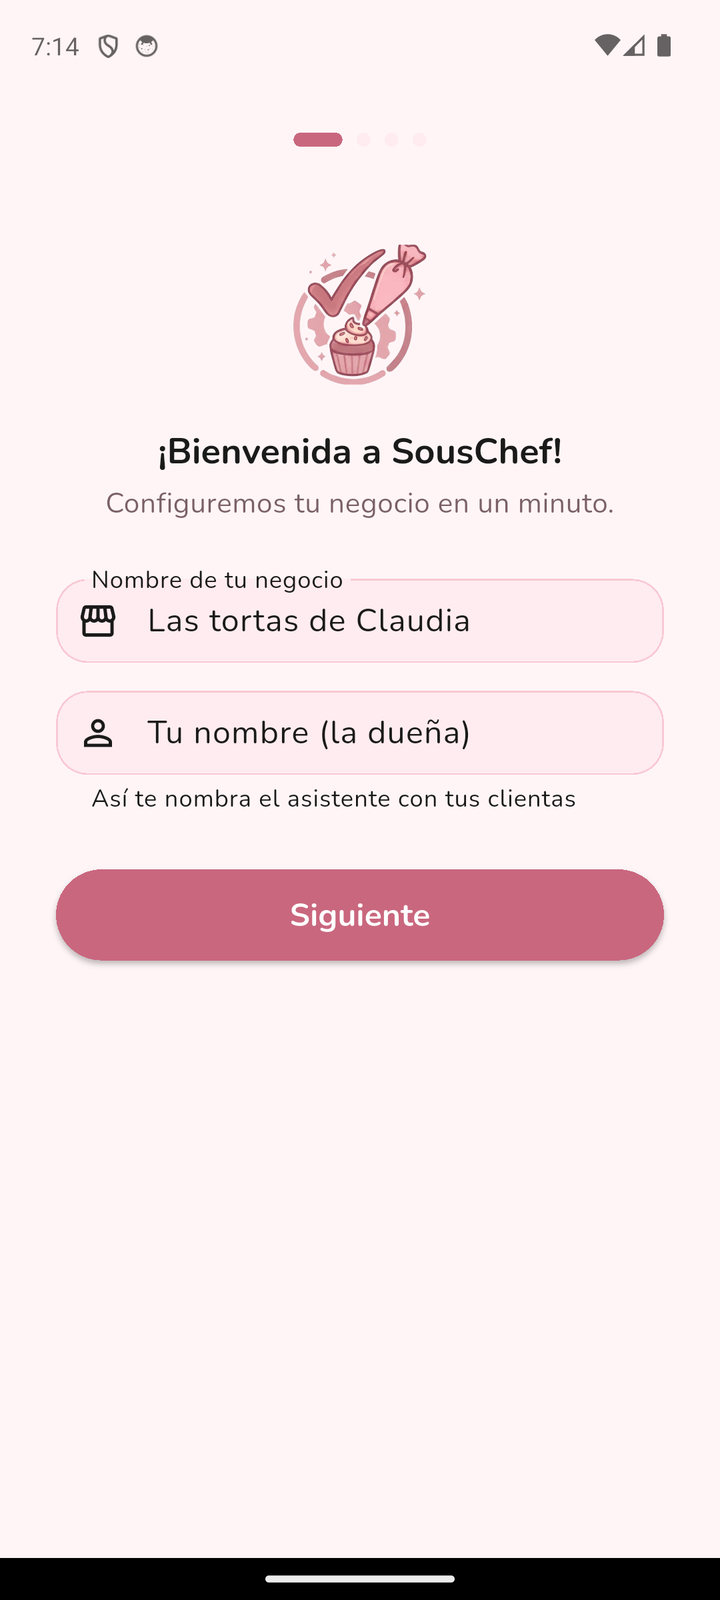 7:14
¡Bienvenida a SousChef!
Configuremos tu negocio en un minuto.
Nombre de tu negocio
Las tortas de Claudia
Tu nombre (la dueña)
Así te nombra el asistente con tus clientas
Siguiente